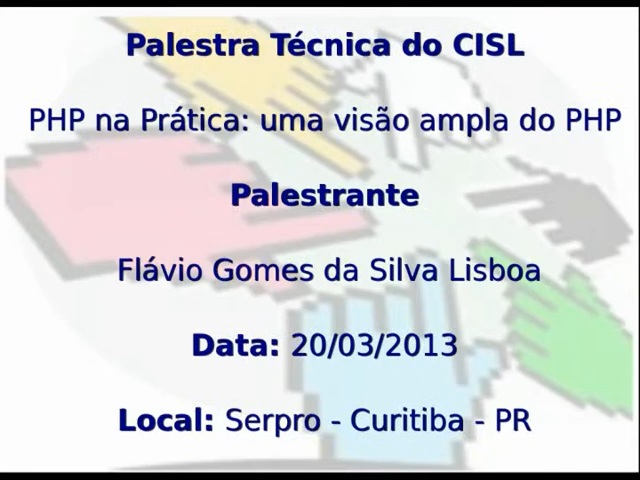 Palestra Técnica do CISL
PHP na Prática: uma visão ampla do PHP
Palestrante
Flávio Gomes da Silva Lisboa
Data: 20/03/2013
Local: Serpro - Curitiba - PR